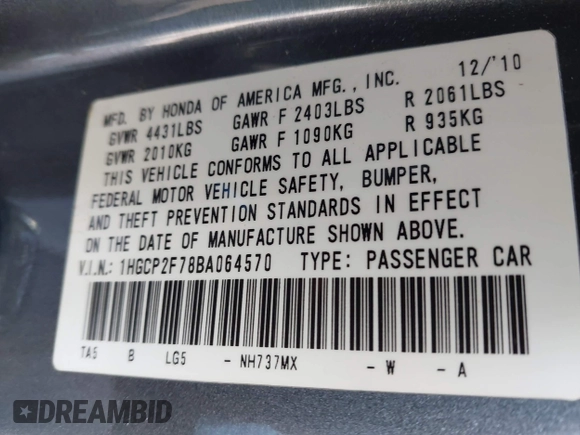 MFD. BY HONDA OF AMERICA MFG., INC. 12/'10
GVWR 4431LBS GAWR F 2403LBS R 2061LBS
GVWR 2010KG GAWR F 1090KG R 935KG
THIS VEHICLE CONFORMS TO ALL APPLICABLE
FEDERAL MOTOR VEHICLE SAFETY, BUMPER,
AND THEFT PREVENTION STANDARDS IN EFFECT
ON THE DATE OF MANUFACTURE SHOWN ABOVE.
V.I.N.: 1HGCP2F78BA064570 TYPE: PASSENGER CAR
TA5 B LG5 - NH737MX - W - A
DREAMBID